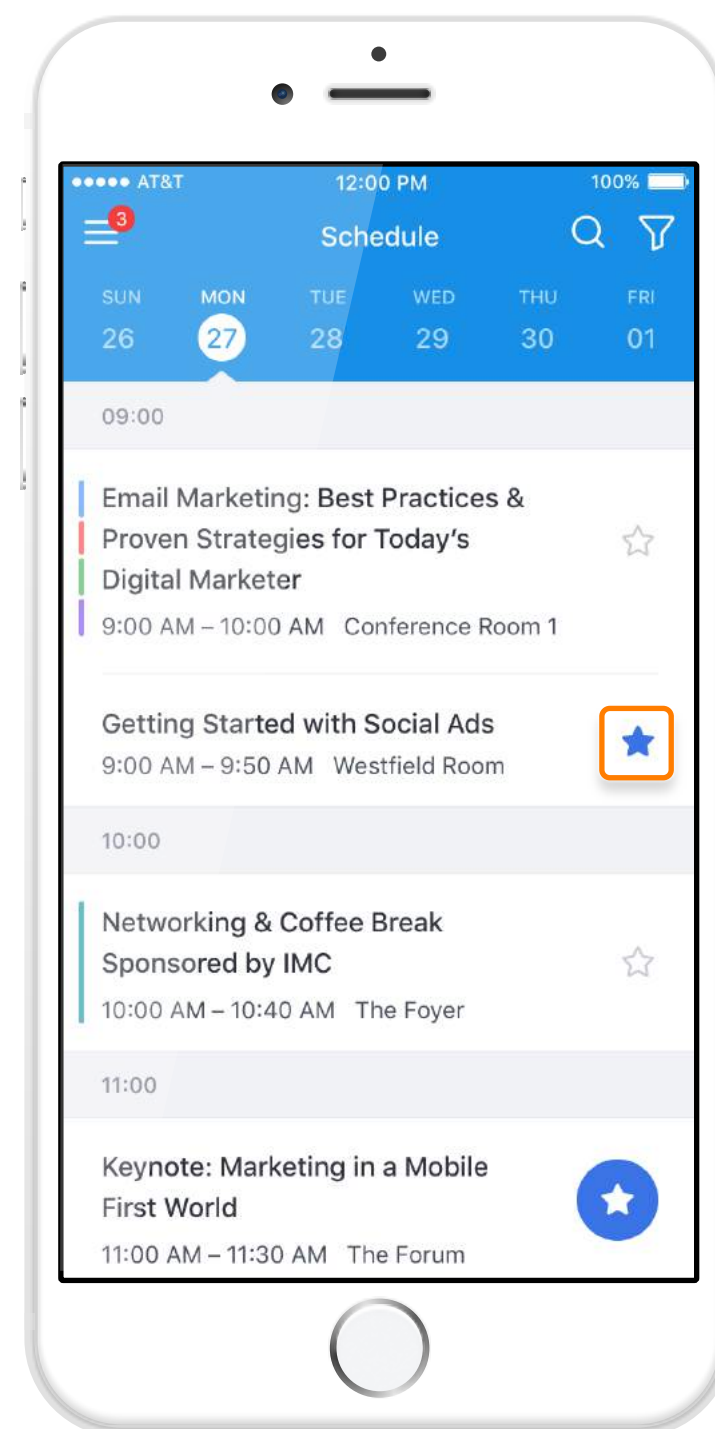 AT&T 12:00 PM 100%
3
Schedule
SUN MON TUE WED THU FRI
26 27 28 29 30 01
09:00
Email Marketing: Best Practices &
Proven Strategies for Today's
Digital Marketer
9:00 AM – 10:00 AM Conference Room 1
Getting Started with Social Ads
9:00 AM – 9:50 AM Westfield Room
10:00
Networking & Coffee Break
Sponsored by IMC
10:00 AM – 10:40 AM The Foyer
11:00
Keynote: Marketing in a Mobile
First World
11:00 AM – 11:30 AM The Forum